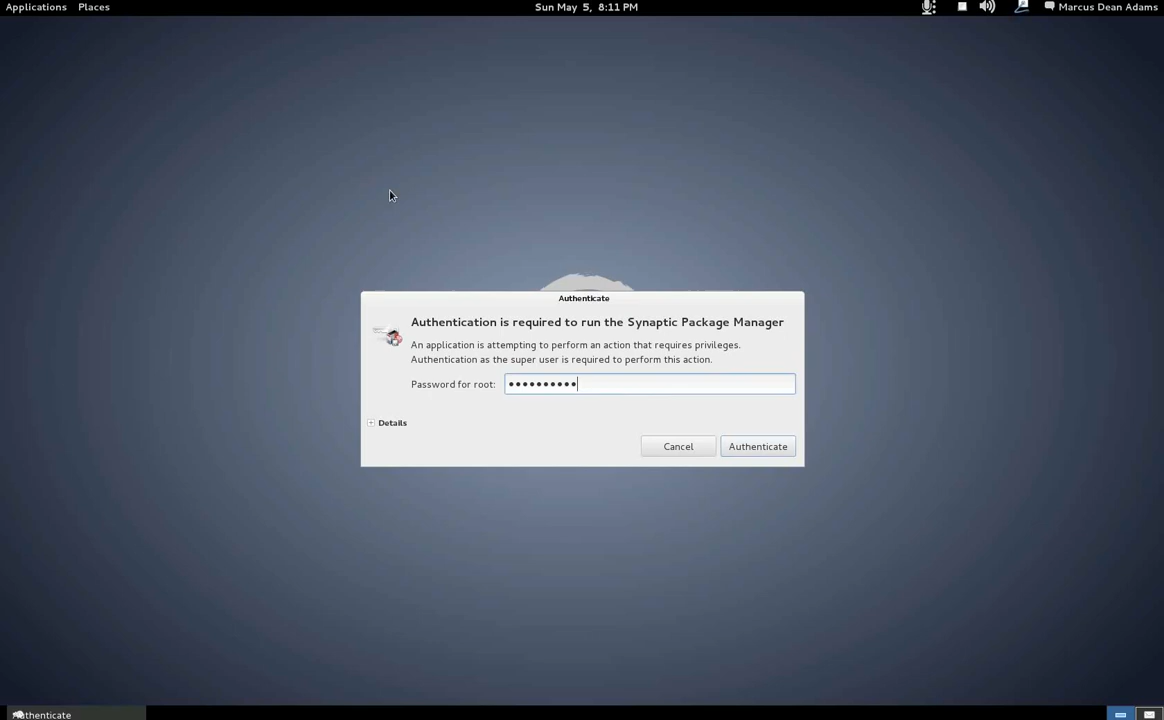 Applications Places Sun May 5, 8:11 PM Marcus Dean Adams
Authenticate
Authentication is required to run the Synaptic Package Manager
An application is attempting to perform an action that requires privileges.
Authentication as the super user is required to perform this action.
Password for root: ••••••••••
Details
Cancel Authenticate
Authenticate